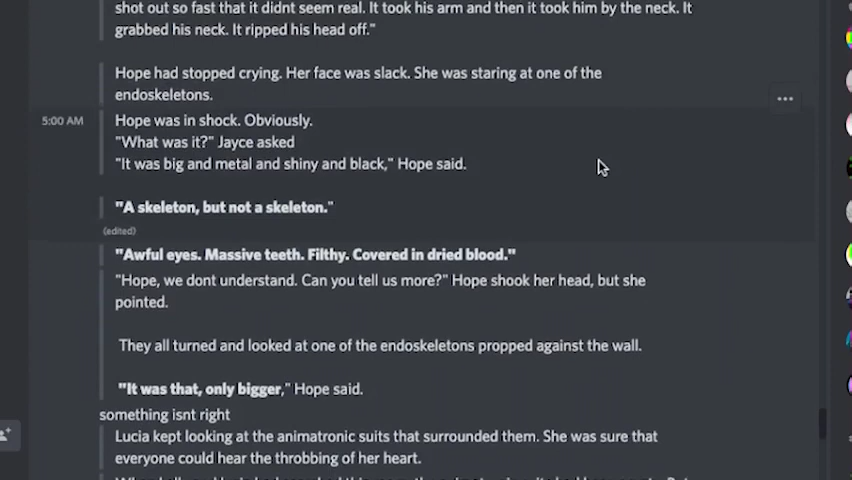 shot out so fast that it didnt seem real. It took his arm and then it took him by the neck. It
grabbed his neck. It ripped his head off."
Hope had stopped crying. Her face was slack. She was staring at one of the
endoskeletons.
5:00 AM
Hope was in shock. Obviously.
"What was it?" Jayce asked
"It was big and metal and shiny and black," Hope said.
"A skeleton, but not a skeleton."
(edited)
"Awful eyes. Massive teeth. Filthy. Covered in dried blood."
"Hope, we dont understand. Can you tell us more?" Hope shook her head, but she
pointed.
They all turned and looked at one of the endoskeletons propped against the wall.
"It was that, only bigger," Hope said.
something isnt right
Lucia kept looking at the animatronic suits that surrounded them. She was sure that
everyone could hear the throbbing of her heart.